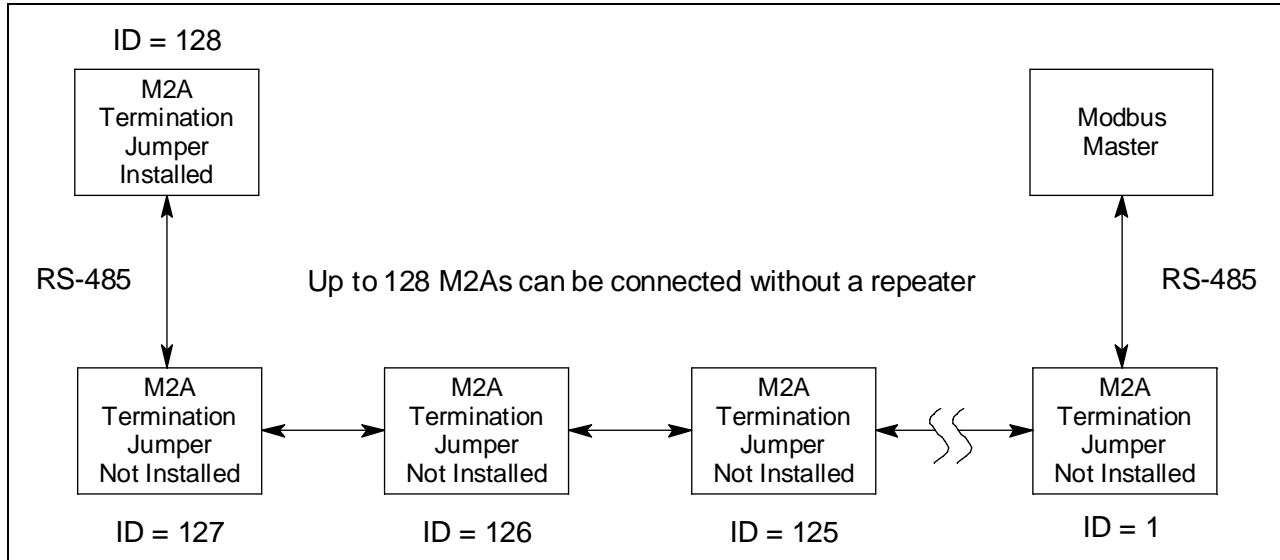 ID = 128
M2A
Termination
Jumper
Installed
Modbus
Master
RS-485
Up to 128 M2As can be connected without a repeater
RS-485
M2A
Termination
Jumper
Not Installed
M2A
Termination
Jumper
Not Installed
M2A
Termination
Jumper
Not Installed
M2A
Termination
Jumper
Not Installed
ID = 127
ID = 126
ID = 125
ID = 1